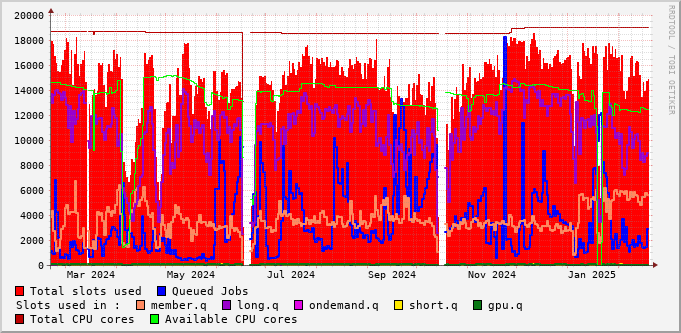 20000
18000
16000
14000
12000
10000
8000
6000
4000
2000
0
Mar 2024 May 2024 Jul 2024 Sep 2024 Nov 2024 Jan 2025
RRDTOOL / TOBI OETIKER
Total slots used Queued Jobs
Slots used in : member.q long.q ondemand.q short.q gpu.q
Total CPU cores Available CPU cores